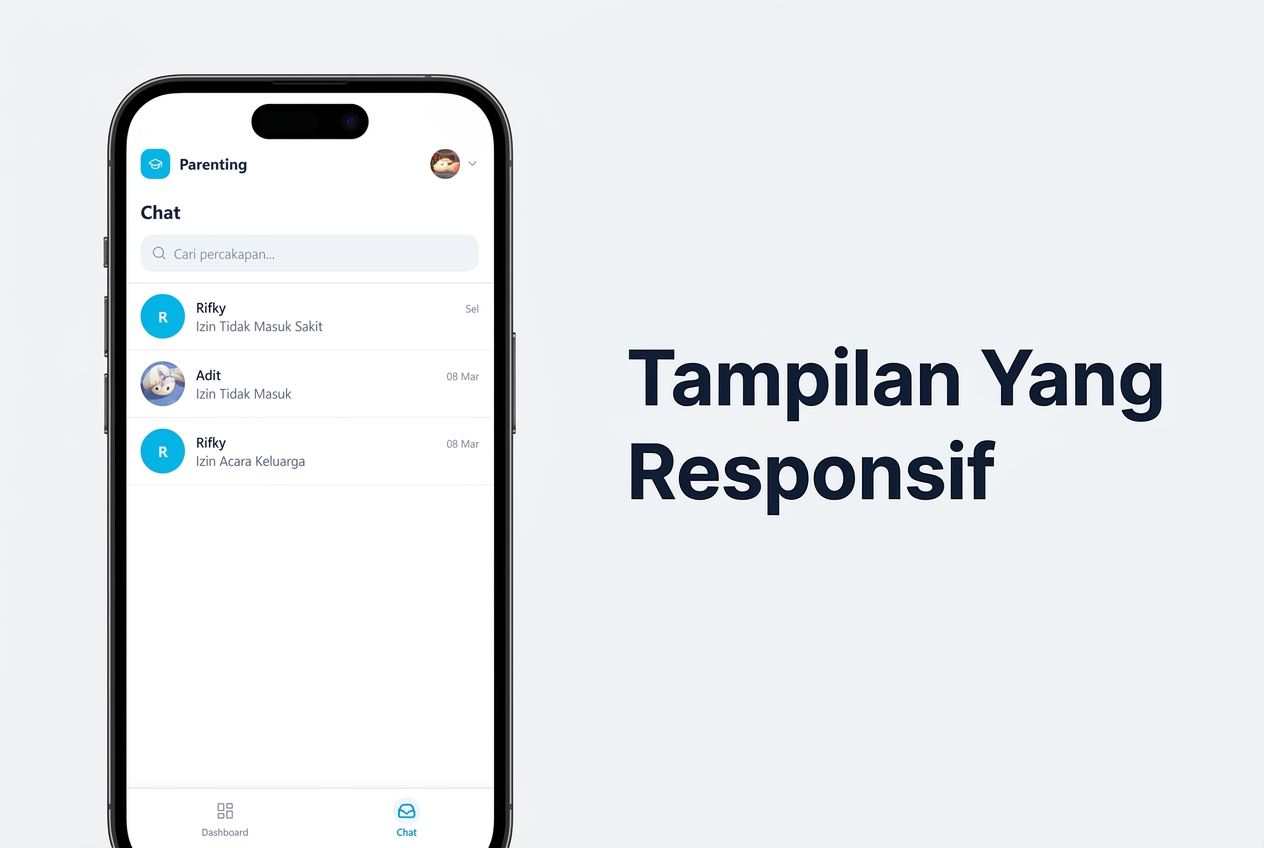 Parenting
Chat
Cari percakapan...
R
Rifky
Sel
Izin Tidak Masuk Sakit
Adit
08 Mar
Izin Tidak Masuk
R
Rifky
08 Mar
Izin Acara Keluarga
Dashboard
Chat
Tampilan Yang
Responsif